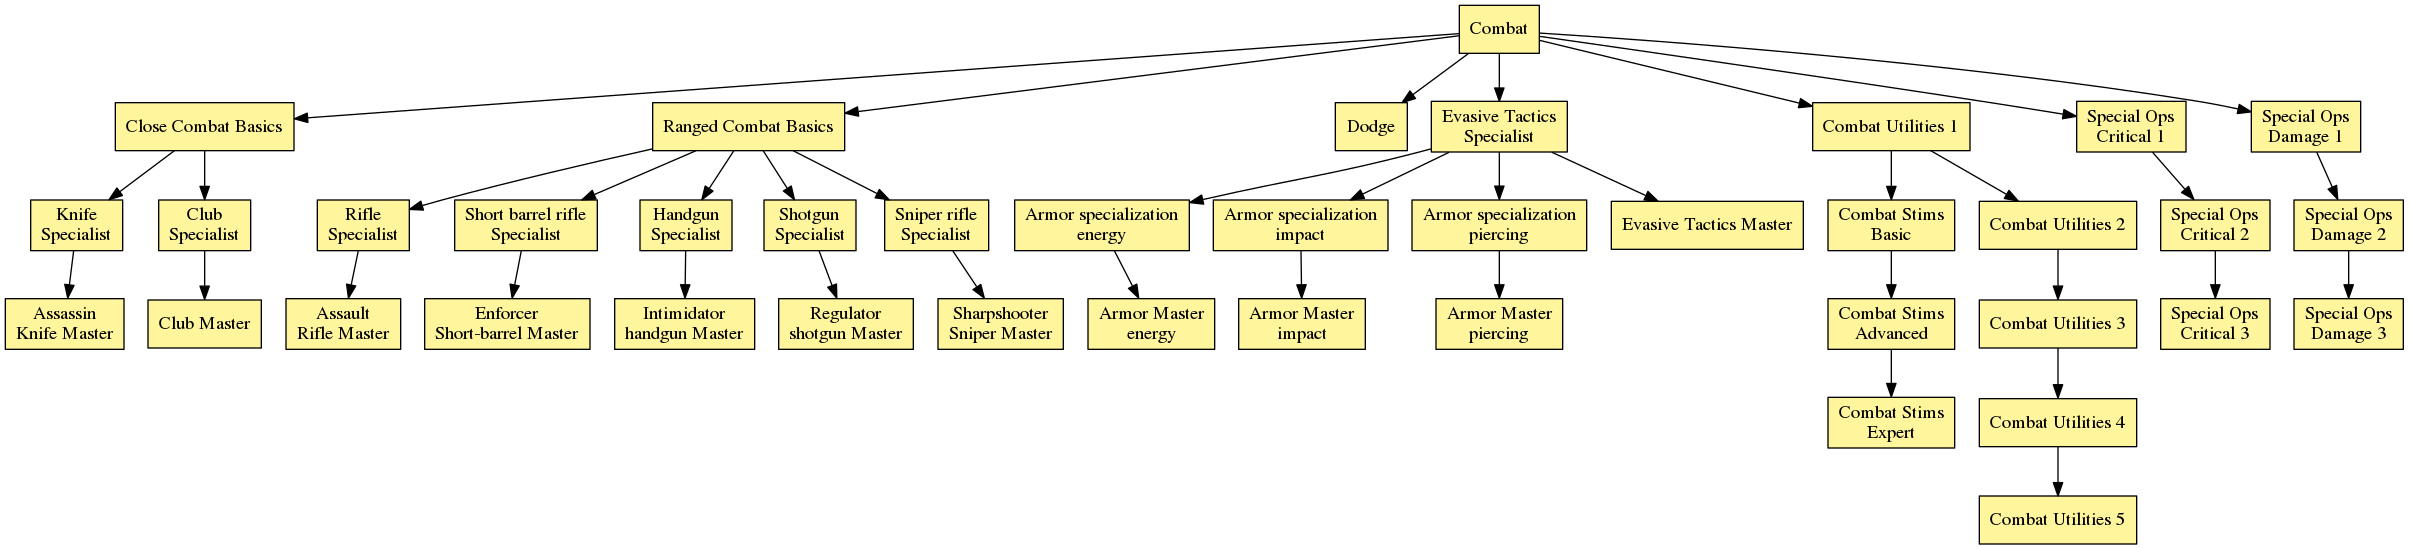 Combat
Close Combat Basics
Ranged Combat Basics
Dodge
Evasive Tactics
Specialist
Combat Utilities 1
Special Ops
Critical 1
Special Ops
Damage 1
Knife
Specialist
Club
Specialist
Rifle
Specialist
Short barrel rifle
Specialist
Handgun
Specialist
Shotgun
Specialist
Sniper rifle
Specialist
Armor specialization
energy
Armor specialization
impact
Armor specialization
piercing
Evasive Tactics Master
Combat Stims
Basic
Combat Utilities 2
Special Ops
Critical 2
Special Ops
Damage 2
Assassin
Knife Master
Club Master
Assault
Rifle Master
Enforcer
Short-barrel Master
Intimidator
handgun Master
Regulator
shotgun Master
Sharpshooter
Sniper Master
Armor Master
energy
Armor Master
impact
Armor Master
piercing
Combat Stims
Advanced
Combat Utilities 3
Special Ops
Critical 3
Special Ops
Damage 3
Combat Stims
Expert
Combat Utilities 4
Combat Utilities 5